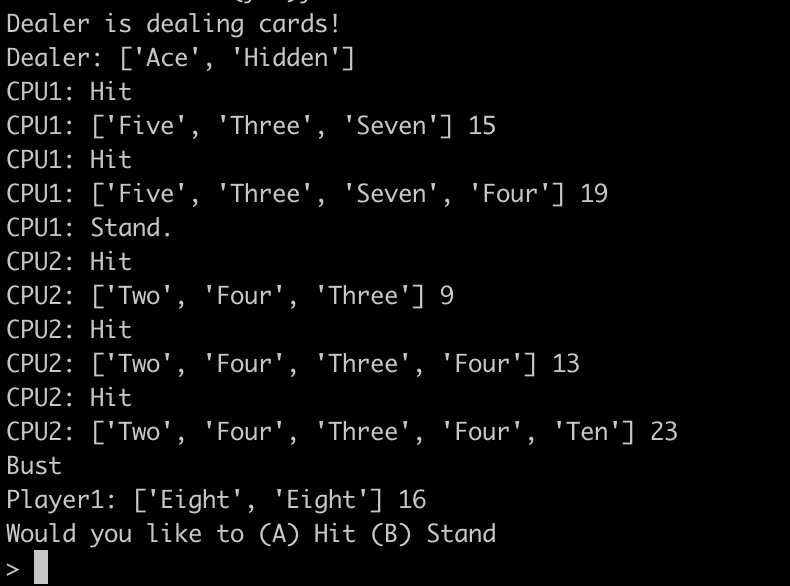 Dealer is dealing cards!
Dealer: ['Ace', 'Hidden']
CPU1: Hit
CPU1: ['Five', 'Three', 'Seven'] 15
CPU1: Hit
CPU1: ['Five', 'Three', 'Seven', 'Four'] 19
CPU1: Stand.
CPU2: Hit
CPU2: ['Two', 'Four', 'Three'] 9
CPU2: Hit
CPU2: ['Two', 'Four', 'Three', 'Four'] 13
CPU2: Hit
CPU2: ['Two', 'Four', 'Three', 'Four', 'Ten'] 23
Bust
Player1: ['Eight', 'Eight'] 16
Would you like to (A) Hit (B) Stand
>